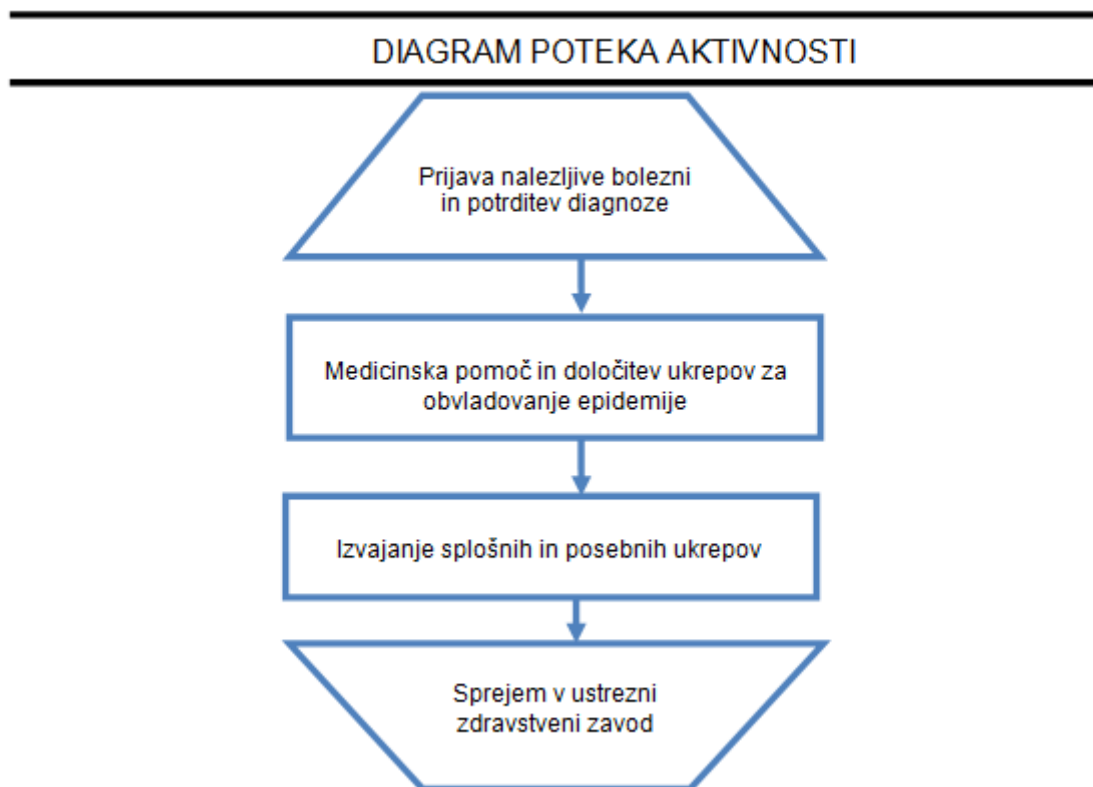 DIAGRAM POTEKA AKTIVNOSTI
Prijava nalezljive bolezni
in potrditev diagnoze
Medicinska pomoč in določitev ukrepov za
obvladovanje epidemije
Izvajanje splošnih in posebnih ukrepov
Sprejem v ustrezni
zdravstveni zavod